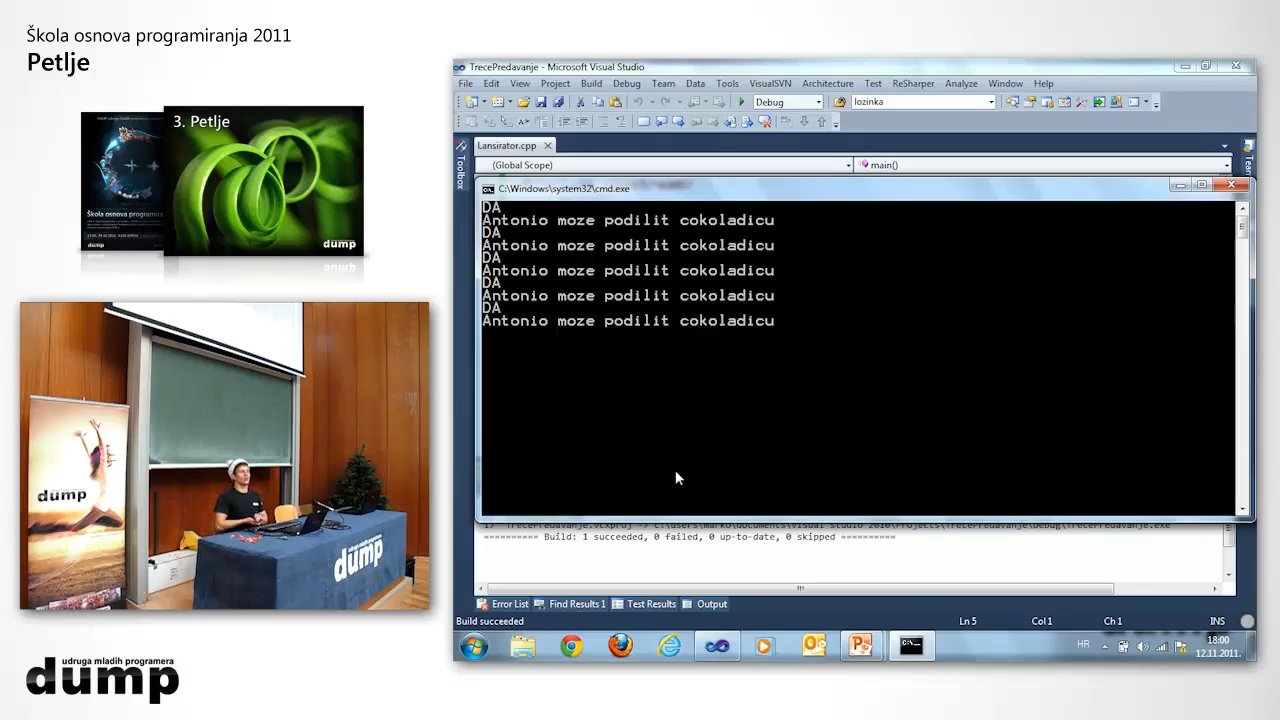 Škola osnova programiranja 2011
Petlje
3. Petlje
Škola osnova programira
dump
dump
TrecePredavanje - Microsoft Visual Studio
File Edit View Project Build Debug Team Data Tools VisualSVN Architecture Test ReSharper Analyze Window Help
Debug lozinka
Lansirator.cpp
(Global Scope) main()
Toolbox
C:\Windows\system32\cmd.exe
DA
Antonio moze podilit cokoladicu
DA
Antonio moze podilit cokoladicu
DA
Antonio moze podilit cokoladicu
DA
Antonio moze podilit cokoladicu
DA
Antonio moze podilit cokoladicu
========== Build: 1 succeeded, 0 failed, 0 up-to-date, 0 skipped ==========
Error List Find Results 1 Test Results Output
Build succeeded Ln 5 Col 1 Ch 1 INS
HR 18:00
12.11.2011.
dump
udruga mladih programera
dump
udruga mladih programera
dump